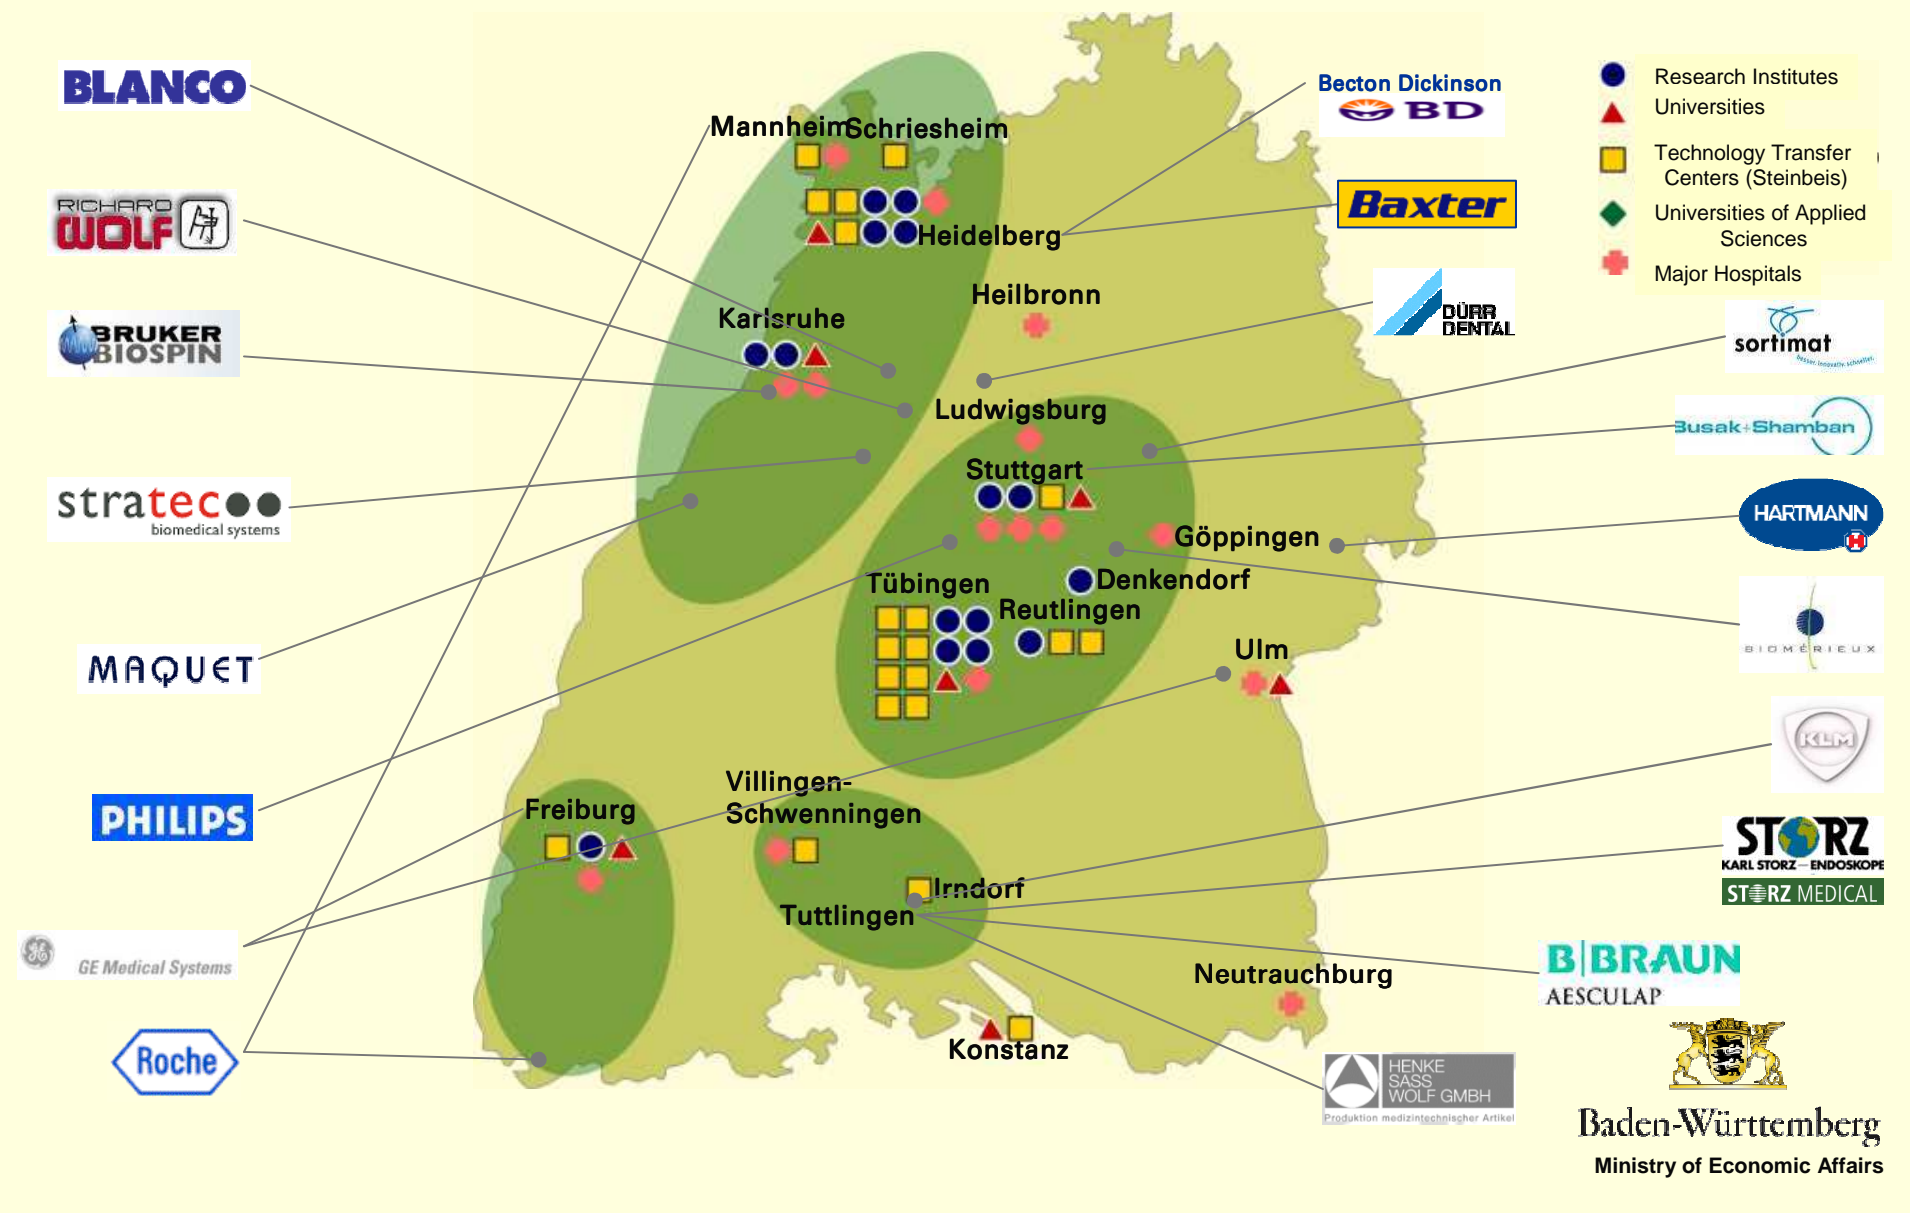 BLANCO
RICHARD
WOLF
BRUKER
BIOSPIN
stratec
biomedical systems
MAQUET
PHILIPS
GE Medical Systems
Roche
Mannheim
Schriesheim
Heidelberg
Heilbronn
Karlsruhe
Ludwigsburg
Stuttgart
Göppingen
Denkendorf
Tübingen
Reutlingen
Ulm
Villingen-
Schwenningen
Freiburg
Irndorf
Tuttlingen
Neutrauchburg
Konstanz
Becton Dickinson
BD
Baxter
DÜRR
DENTAL
Research Institutes
Universities
Technology Transfer
Centers (Steinbeis)
Universities of Applied
Sciences
Major Hospitals
sortimat
besser. innovativ. schneller.
Busak+Shamban
HARTMANN
H
BIOMÉRIEUX
KLM
STORZ
KARL STORZ — ENDOSKOPE
STORZ MEDICAL
B|BRAUN
AESCULAP
HENKE
SASS
WOLF GMBH
Produktion medizintechnischer Artikel
Baden-Württemberg
Ministry of Economic Affairs